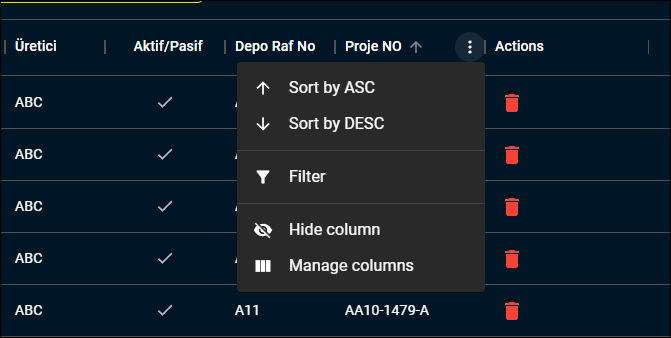 Üretici Aktif/Pasif Depo Raf No Proje NO Actions
Sort by ASC
ABC
Sort by DESC
ABC
Filter
ABC
Hide column
ABC
Manage columns
ABC A11 AA10-1479-A